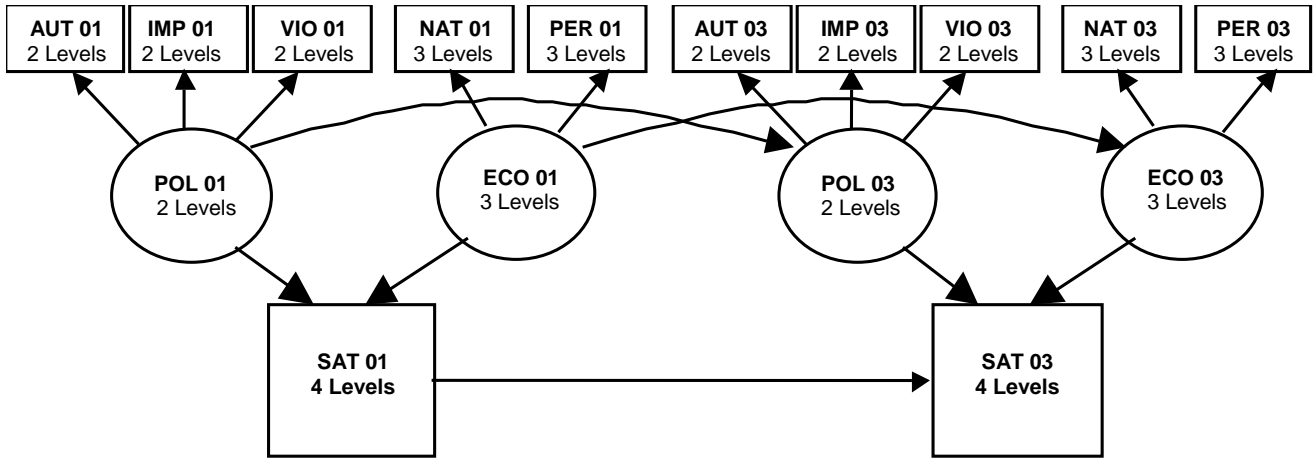 AUT 01
2 Levels
IMP 01
2 Levels
VIO 01
2 Levels
NAT 01
3 Levels
PER 01
3 Levels
AUT 03
2 Levels
IMP 03
2 Levels
VIO 03
2 Levels
NAT 03
3 Levels
PER 03
3 Levels
POL 01
2 Levels
ECO 01
3 Levels
POL 03
2 Levels
ECO 03
3 Levels
SAT 01
4 Levels
SAT 03
4 Levels